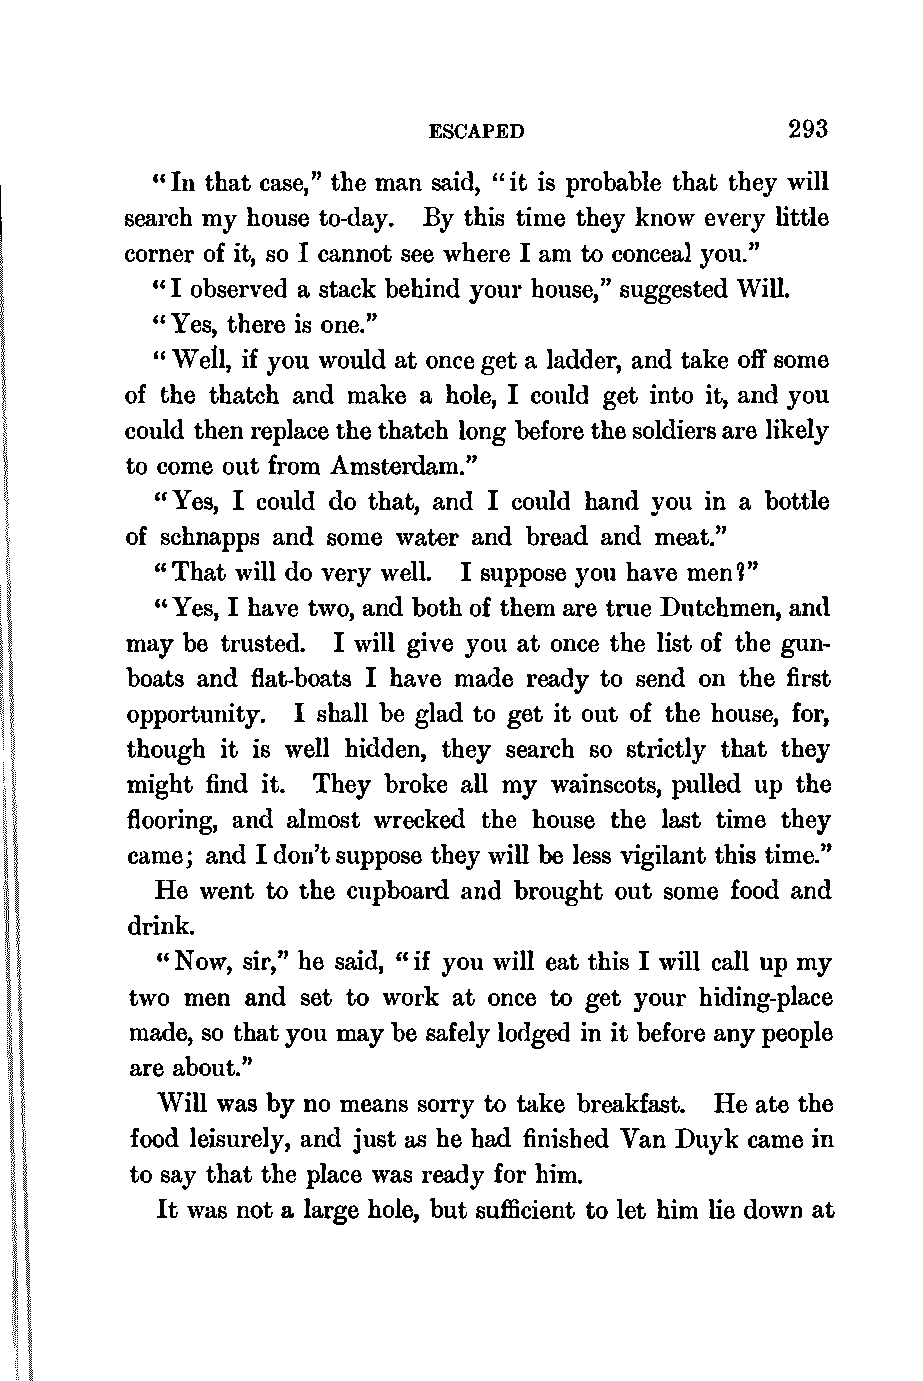 ESCAPED 293
"In that case," the man said, "it is probable that they will
search my house to-day. By this time they know every little
corner of it, so I cannot see where I am to conceal you."
"I observed a stack behind your house," suggested Will.
"Yes, there is one."
"Well, if you would at once get a ladder, and take off some
of the thatch and make a hole, I could get into it, and you
could then replace the thatch long before the soldiers are likely
to come out from Amsterdam."
"Yes, I could do that, and I could hand you in a bottle
of schnapps and some water and bread and meat."
"That will do very well. I suppose you have men?"
"Yes, I have two, and both of them are true Dutchmen, and
may be trusted. I will give you at once the list of the gun-
boats and flat-boats I have made ready to send on the first
opportunity. I shall be glad to get it out of the house, for,
though it is well hidden, they search so strictly that they
might find it. They broke all my wainscots, pulled up the
flooring, and almost wrecked the house the last time they
came; and I don't suppose they will be less vigilant this time."
He went to the cupboard and brought out some food and
drink.
"Now, sir," he said, "if you will eat this I will call up my
two men and set to work at once to get your hiding-place
made, so that you may be safely lodged in it before any people
are about."
Will was by no means sorry to take breakfast. He ate the
food leisurely, and just as he had finished Van Duyk came in
to say that the place was ready for him.
It was not a large hole, but sufficient to let him lie down at